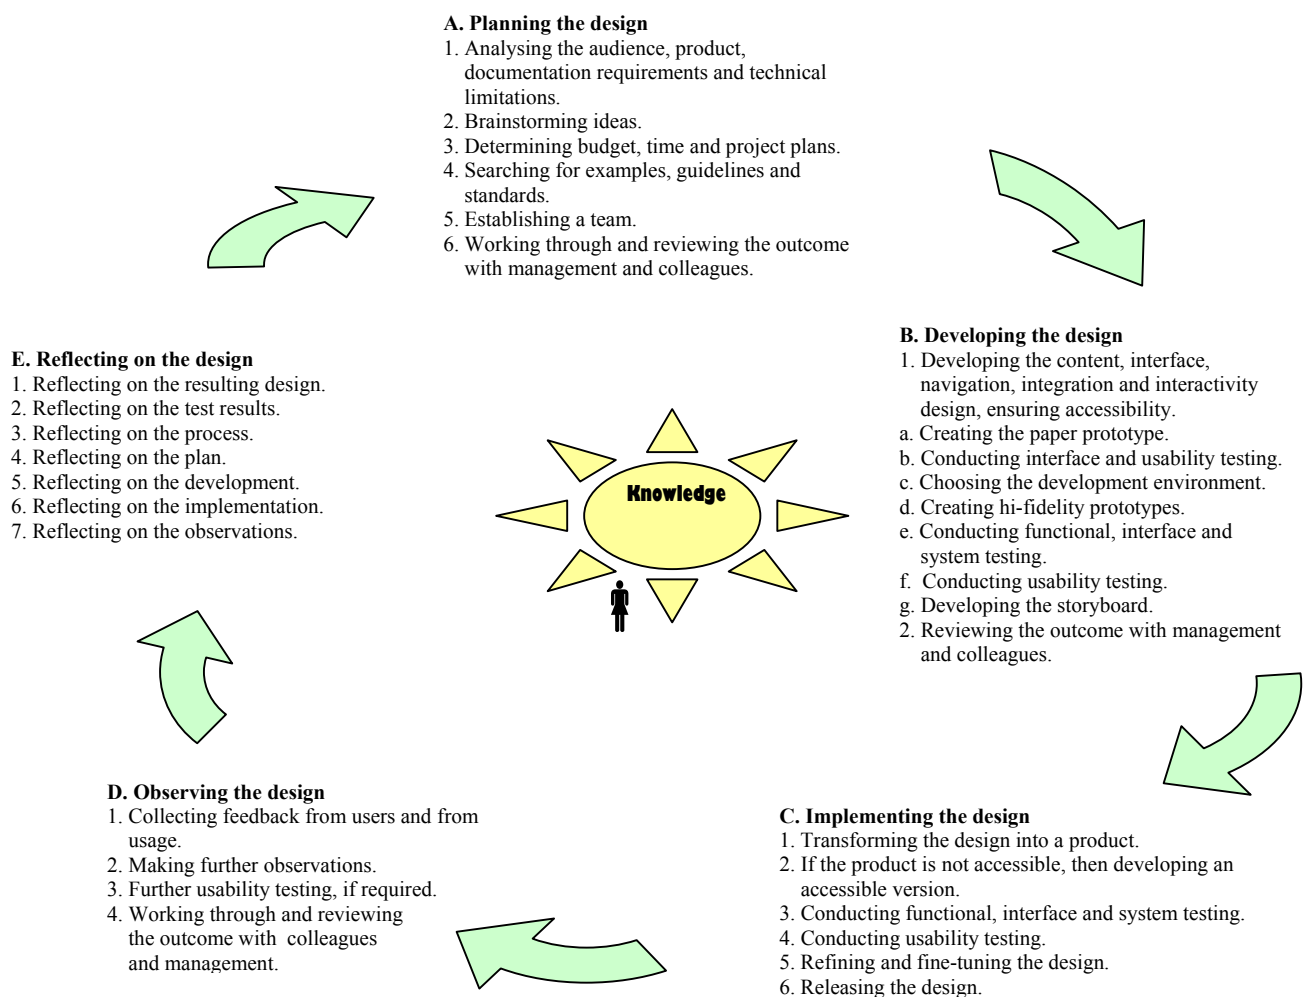 A. Planning the design
1. Analysing the audience, product,
documentation requirements and technical
limitations.
2. Brainstorming ideas.
3. Determining budget, time and project plans.
4. Searching for examples, guidelines and
standards.
5. Establishing a team.
6. Working through and reviewing the outcome
with management and colleagues.
B. Developing the design
1. Developing the content, interface,
navigation, integration and interactivity
design, ensuring accessibility.
a. Creating the paper prototype.
b. Conducting interface and usability testing.
c. Choosing the development environment.
d. Creating hi-fidelity prototypes.
e. Conducting functional, interface and
system testing.
f. Conducting usability testing.
g. Developing the storyboard.
2. Reviewing the outcome with management
and colleagues.
C. Implementing the design
1. Transforming the design into a product.
2. If the product is not accessible, then developing an
accessible version.
3. Conducting functional, interface and system testing.
4. Conducting usability testing.
5. Refining and fine-tuning the design.
6. Releasing the design.
D. Observing the design
1. Collecting feedback from users and from
usage.
2. Making further observations.
3. Further usability testing, if required.
4. Working through and reviewing
the outcome with colleagues
and management.
E. Reflecting on the design
1. Reflecting on the resulting design.
2. Reflecting on the test results.
3. Reflecting on the process.
4. Reflecting on the plan.
5. Reflecting on the development.
6. Reflecting on the implementation.
7. Reflecting on the observations.
Knowledge